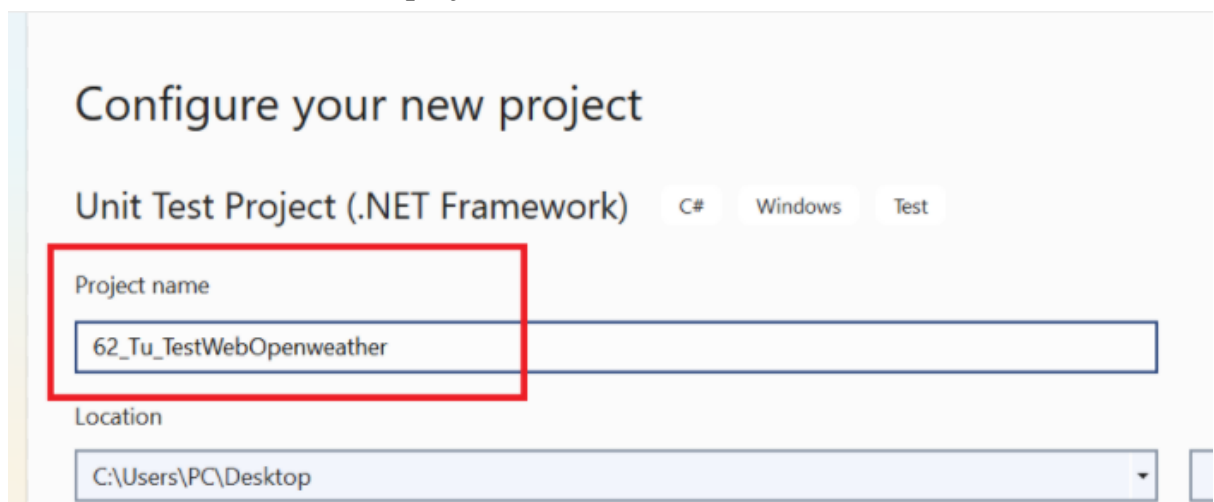 Configure your new project
Unit Test Project (.NET Framework) C# Windows Test
Project name
62_Tu_TestWebOpenweather
Location
C:\Users\PC\Desktop